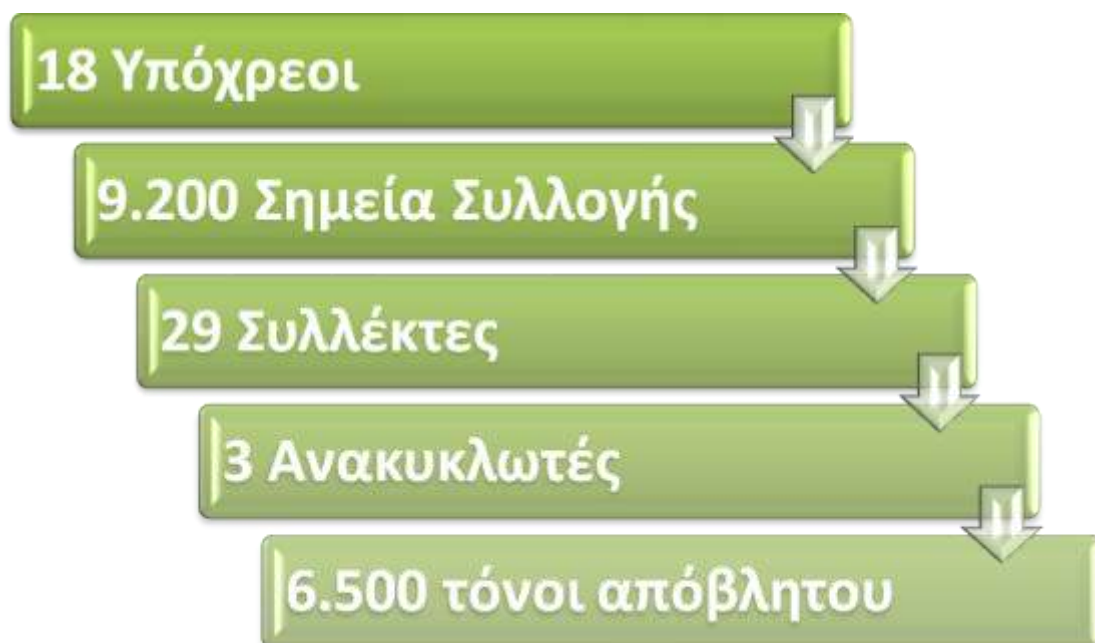 18 Υπόχρεοι
9.200 Σημεία Συλλογής
29 Συλλέκτες
3 Ανακυκλωτές
6.500 τόνοι απόβλητου